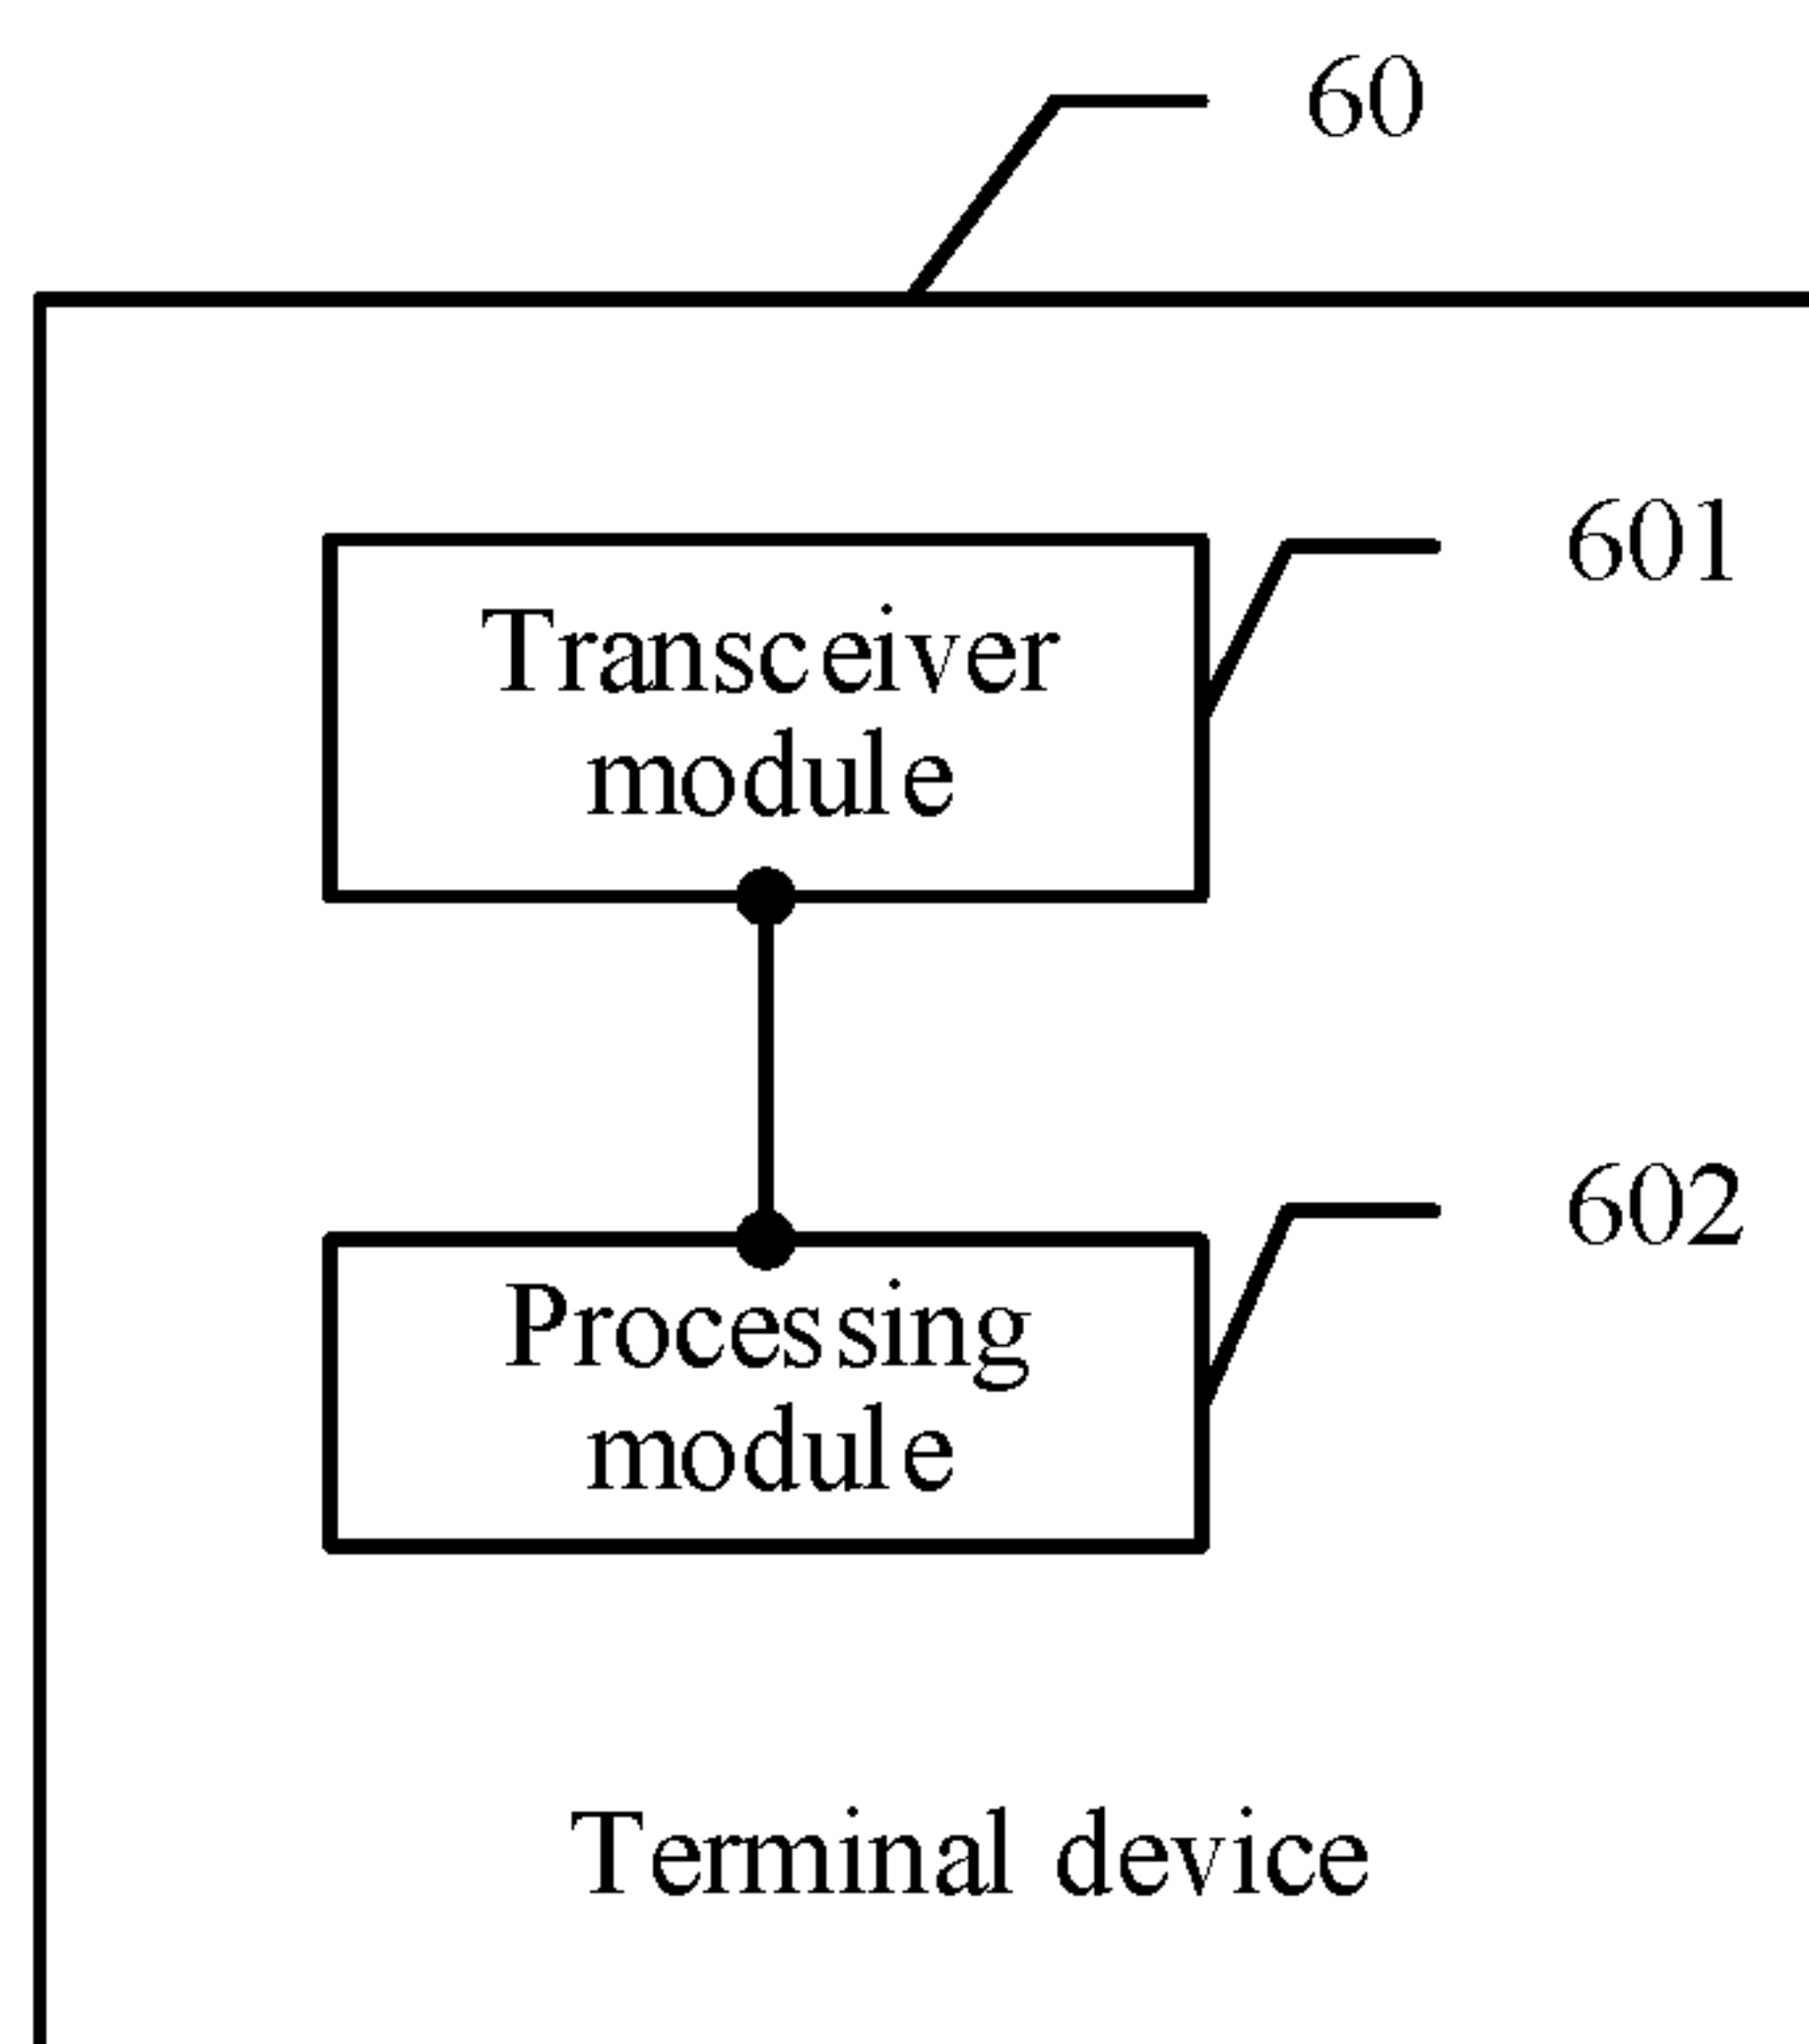 60
601
Transceiver
module
602
Processing
module
Terminal device